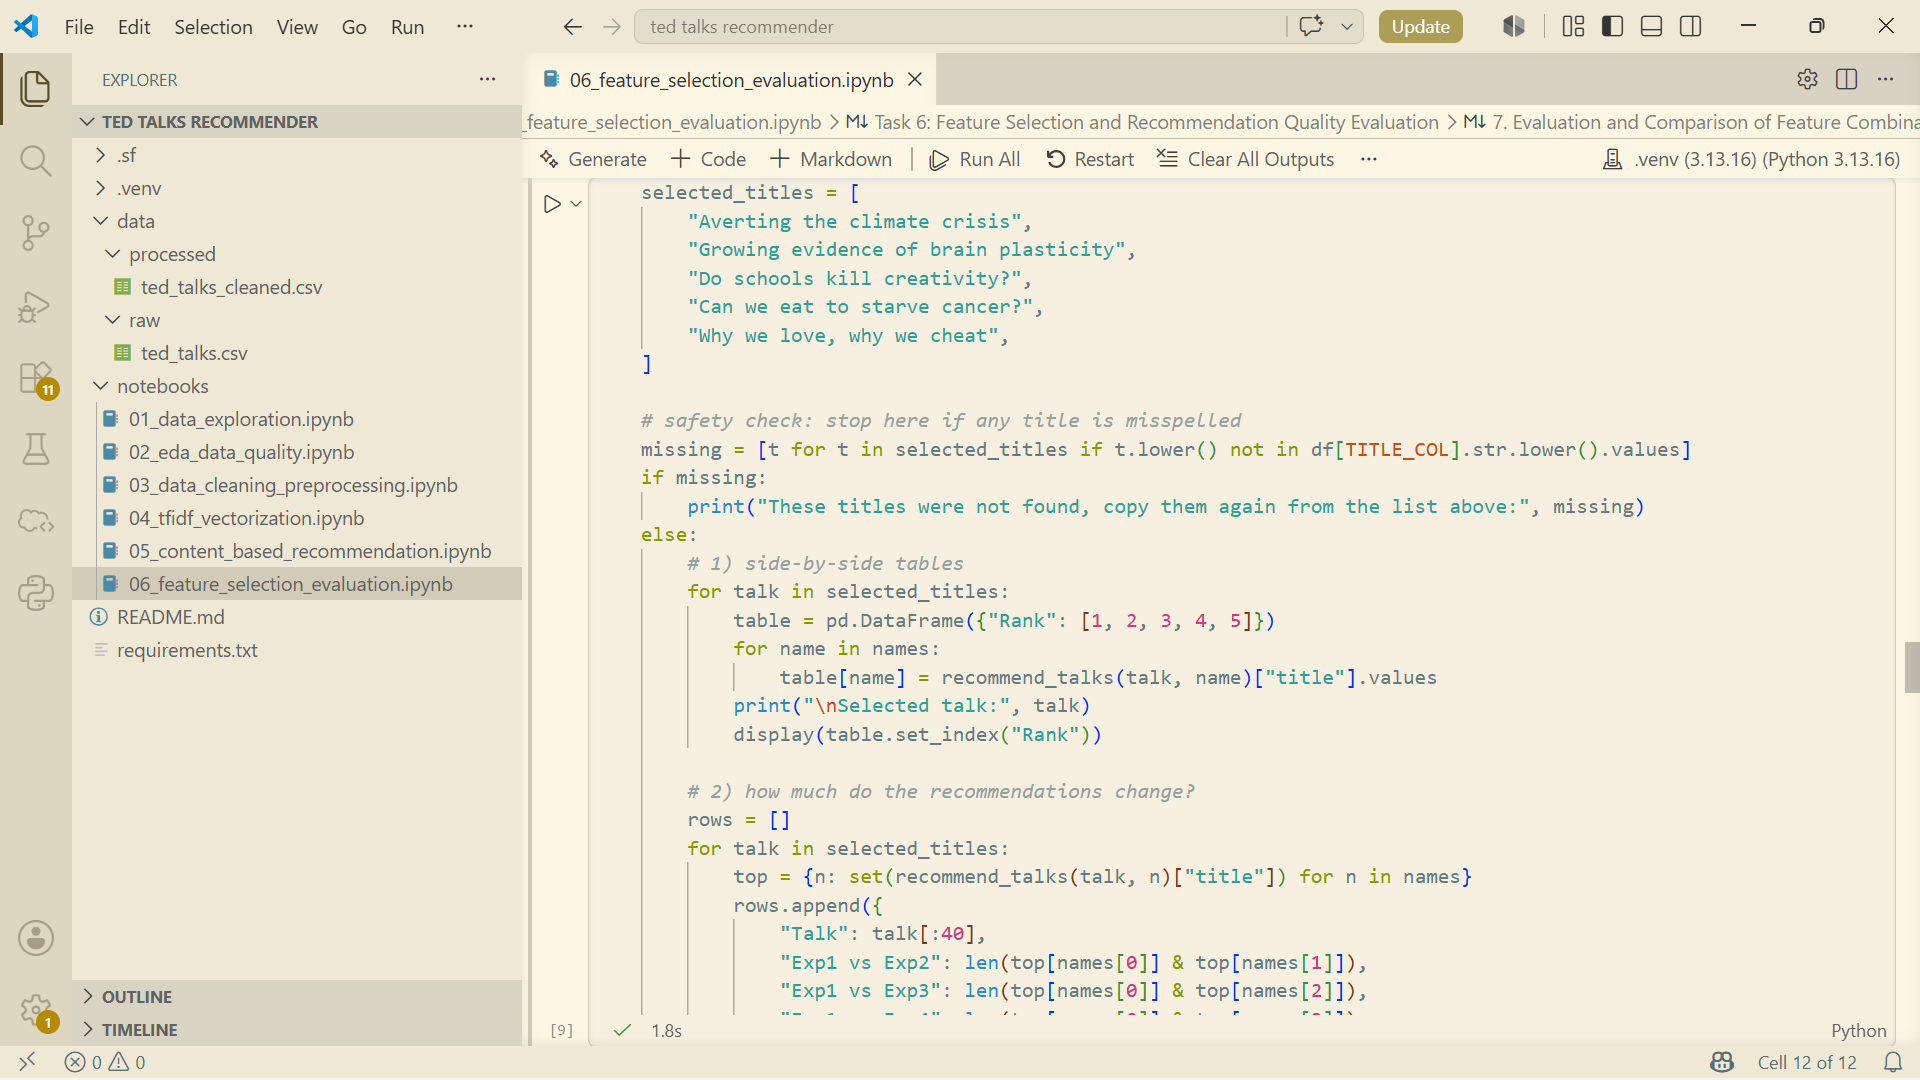 File Edit Selection View Go Run ···
ted talks recommender
Update
EXPLORER
TED TALKS RECOMMENDER
.sf
.venv
data
processed
ted_talks_cleaned.csv
raw
ted_talks.csv
notebooks
01_data_exploration.ipynb
02_eda_data_quality.ipynb
03_data_cleaning_preprocessing.ipynb
04_tfidf_vectorization.ipynb
05_content_based_recommendation.ipynb
06_feature_selection_evaluation.ipynb
README.md
requirements.txt
OUTLINE
TIMELINE
11
1
06_feature_selection_evaluation.ipynb
_feature_selection_evaluation.ipynb > M↓ Task 6: Feature Selection and Recommendation Quality Evaluation > M↓ 7. Evaluation and Comparison of Feature Combina
Generate + Code + Markdown | Run All Restart Clear All Outputs ··· .venv (3.13.16) (Python 3.13.16)
selected_titles = [
"Averting the climate crisis",
"Growing evidence of brain plasticity",
"Do schools kill creativity?",
"Can we eat to starve cancer?",
"Why we love, why we cheat",
]
# safety check: stop here if any title is misspelled
missing = [t for t in selected_titles if t.lower() not in df[TITLE_COL].str.lower().values]
if missing:
print("These titles were not found, copy them again from the list above:", missing)
else:
# 1) side-by-side tables
for talk in selected_titles:
table = pd.DataFrame({"Rank": [1, 2, 3, 4, 5]})
for name in names:
table[name] = recommend_talks(talk, name)["title"].values
print("\nSelected talk:", talk)
display(table.set_index("Rank"))
# 2) how much do the recommendations change?
rows = []
for talk in selected_titles:
top = {n: set(recommend_talks(talk, n)["title"]) for n in names}
rows.append({
"Talk": talk[:40],
"Exp1 vs Exp2": len(top[names[0]] & top[names[1]]),
"Exp1 vs Exp3": len(top[names[0]] & top[names[2]]),
[9] 1.8s Python
0 0 Cell 12 of 12